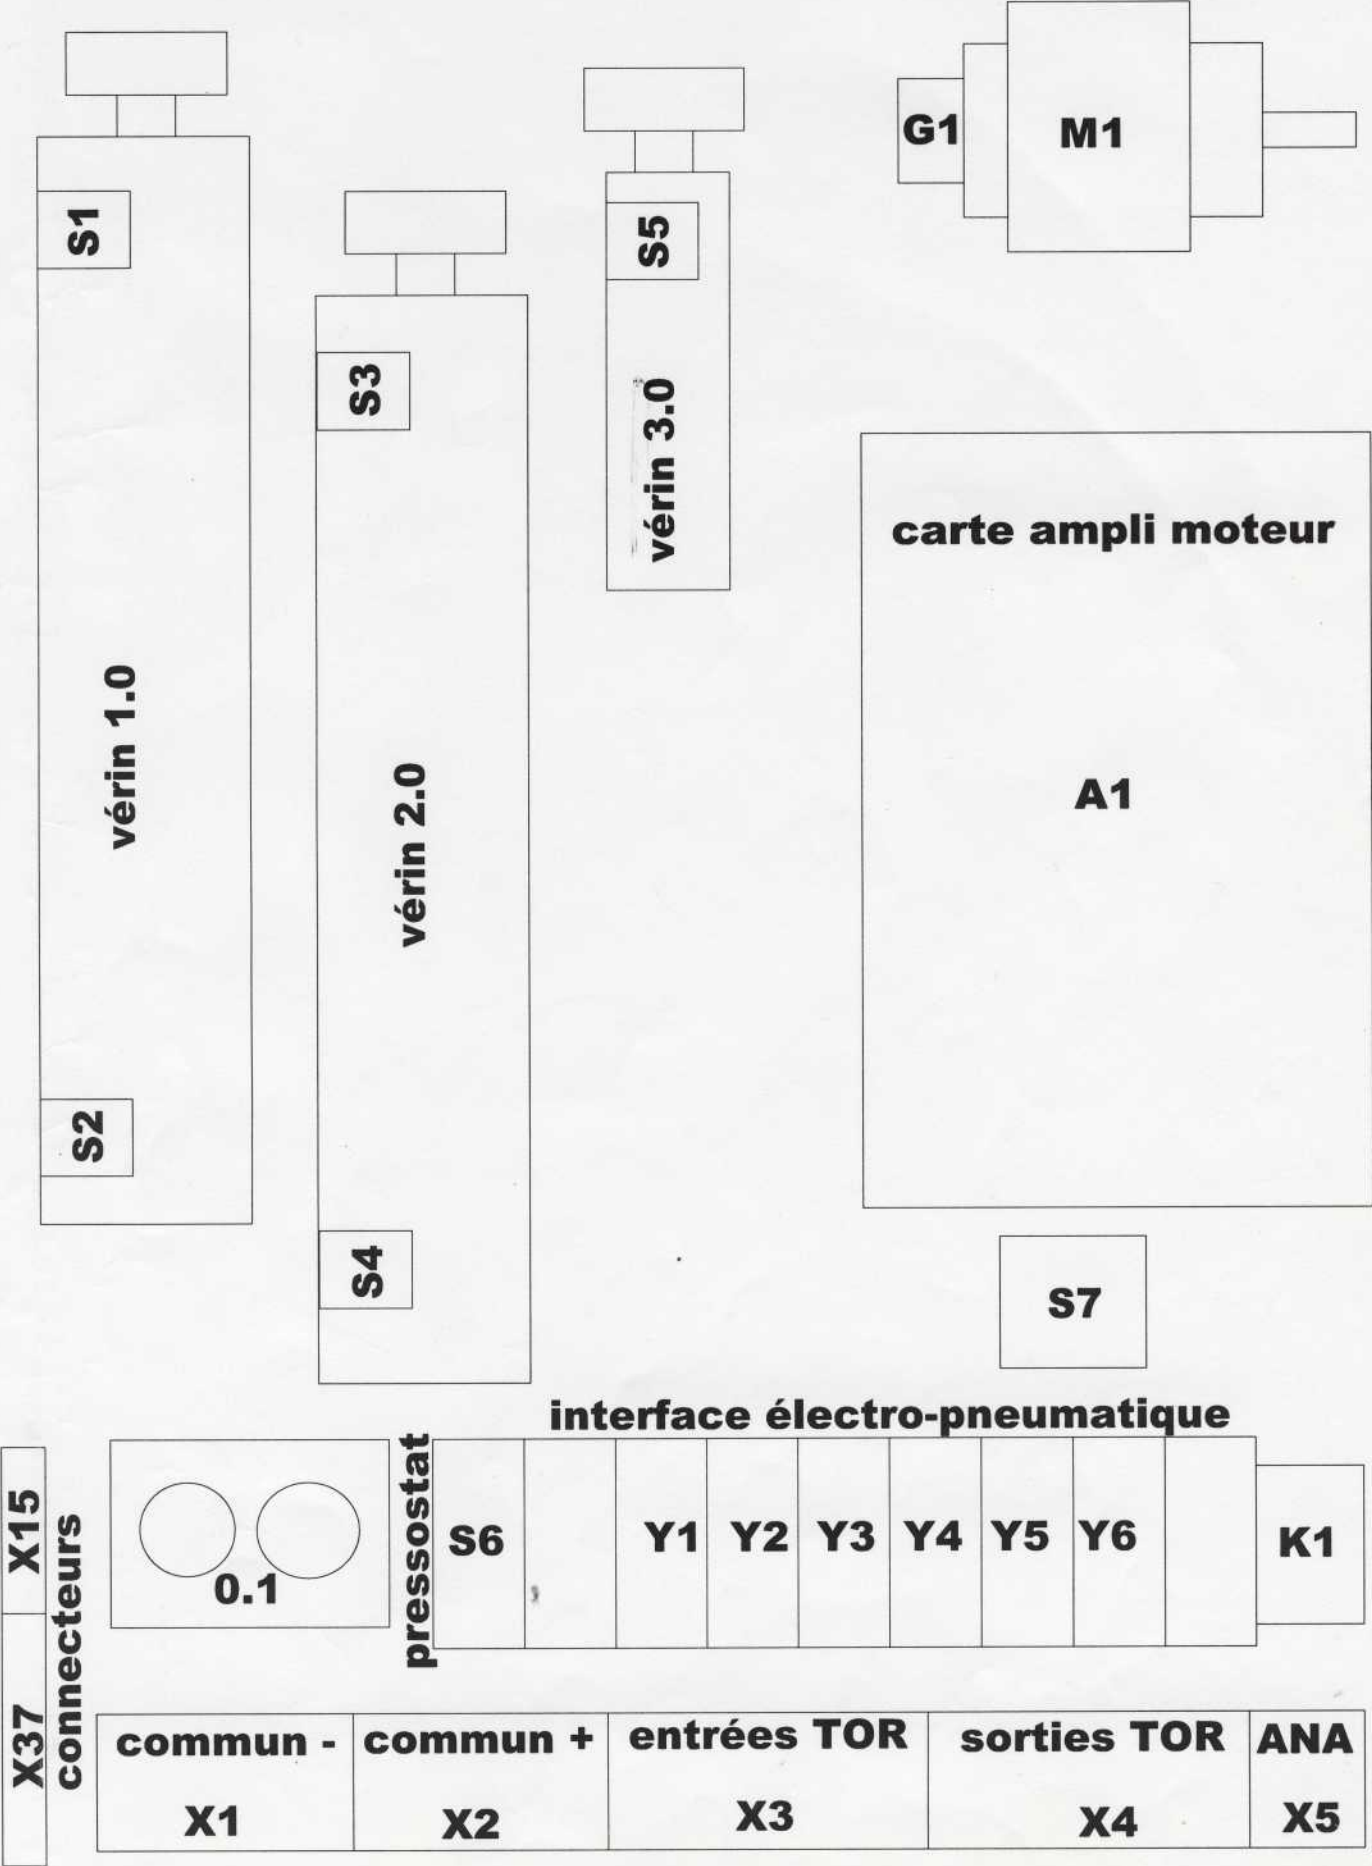 G1
M1
S1
S5
S3
vérin 3.0
carte ampli moteur
vérin 1.0
A1
vérin 2.0
S2
S4
S7
interface électro-pneumatique
X15
connecteurs
0.1
pressostat
S6
Y1
Y2
Y3
Y4
Y5
Y6
K1
X37
commun -
commun +
entrées TOR
sorties TOR
ANA
X1
X2
X3
X4
X5